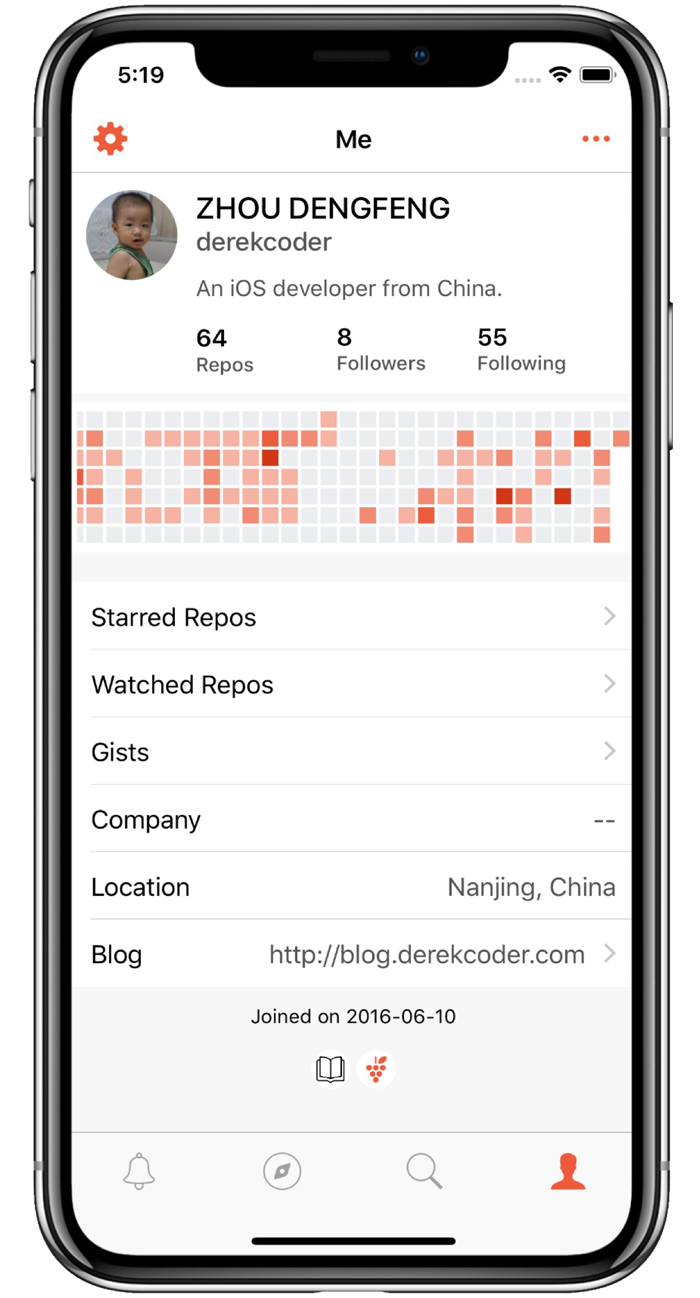 5:19
Me
ZHOU DENGFENG
derekcoder
An iOS developer from China.
64 8 55
Repos Followers Following
Starred Repos
Watched Repos
Gists
Company --
Location Nanjing, China
Blog http://blog.derekcoder.com
Joined on 2016-06-10